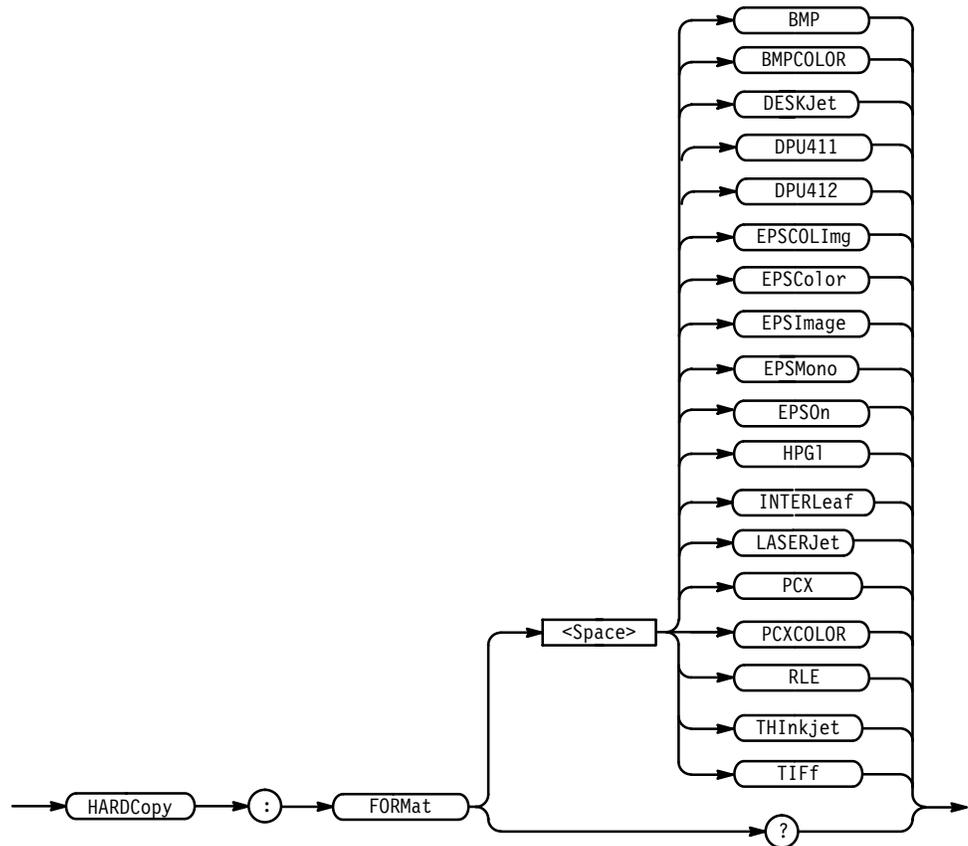 BMP
BMPCOLOR
DESKJet
DPU411
DPU412
EPSCOLImg
EPSColor
EPSImage
EPSMono
EPSOn
HPGl
INTERLeaf
LASERJet
PCX
<Space>
PCXCOLOR
RLE
THInkjet
TIFf
HARDCopy : FORMat
?